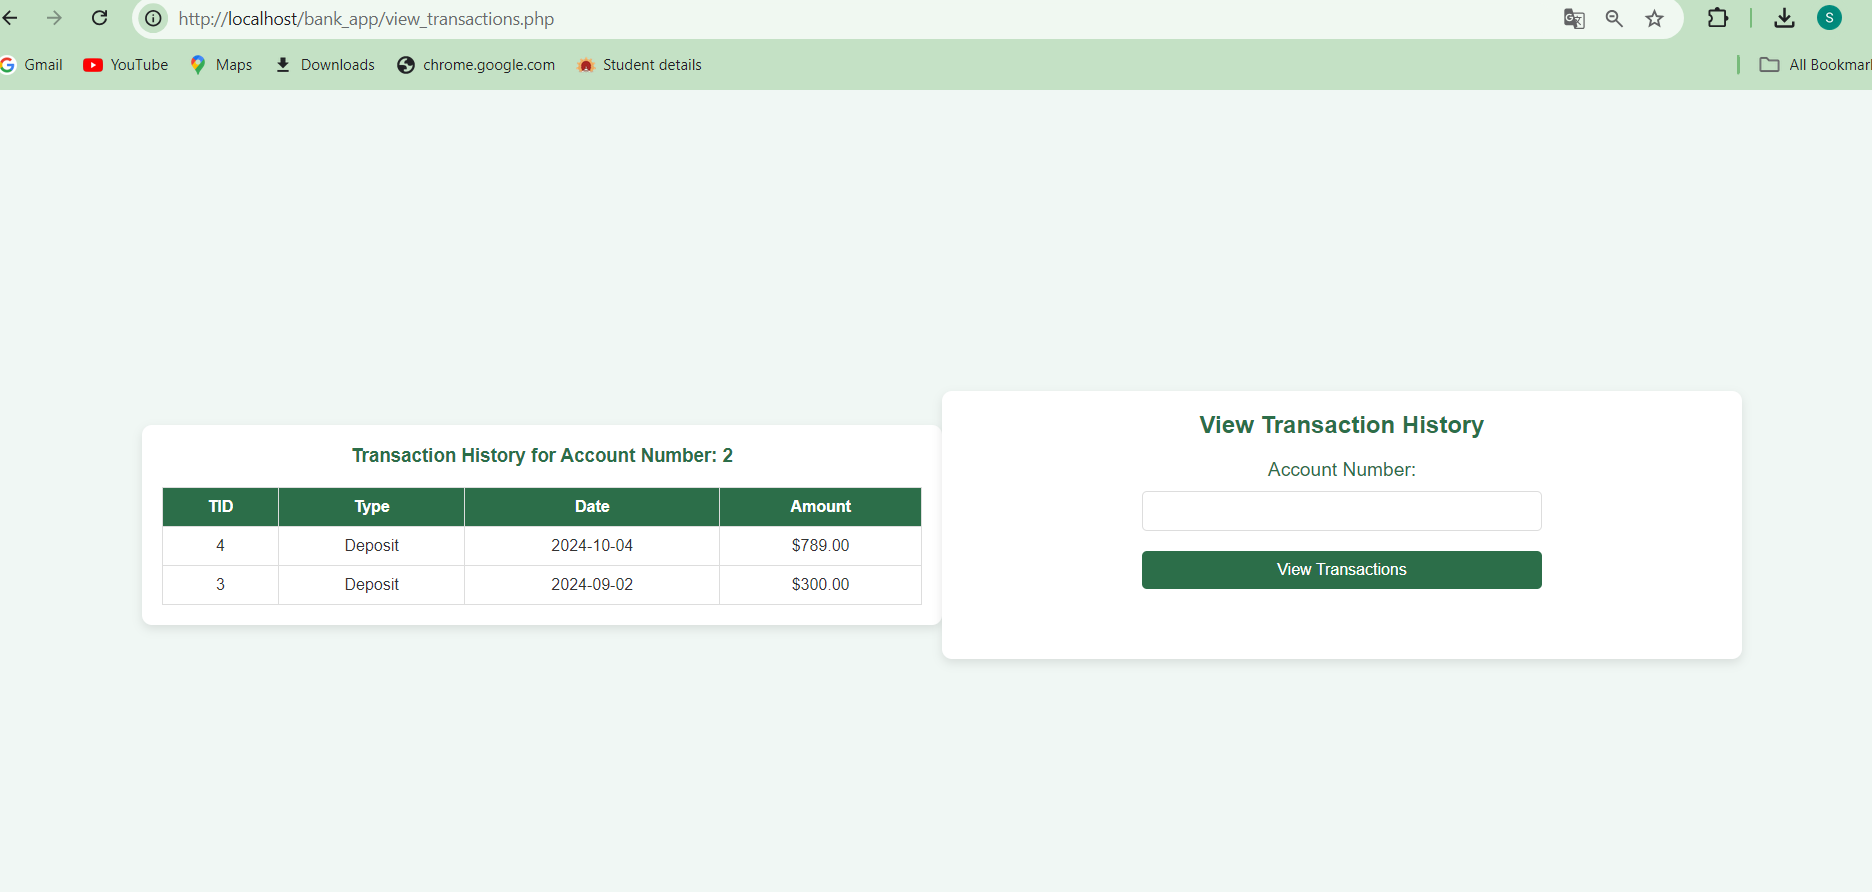 http://localhost/bank_app/view_transactions.php
S
Gmail YouTube Maps Downloads chrome.google.com Student details All Bookmar
Transaction History for Account Number: 2
TID Type Date Amount
4 Deposit 2024-10-04 $789.00
3 Deposit 2024-09-02 $300.00
View Transaction History
Account Number:
View Transactions